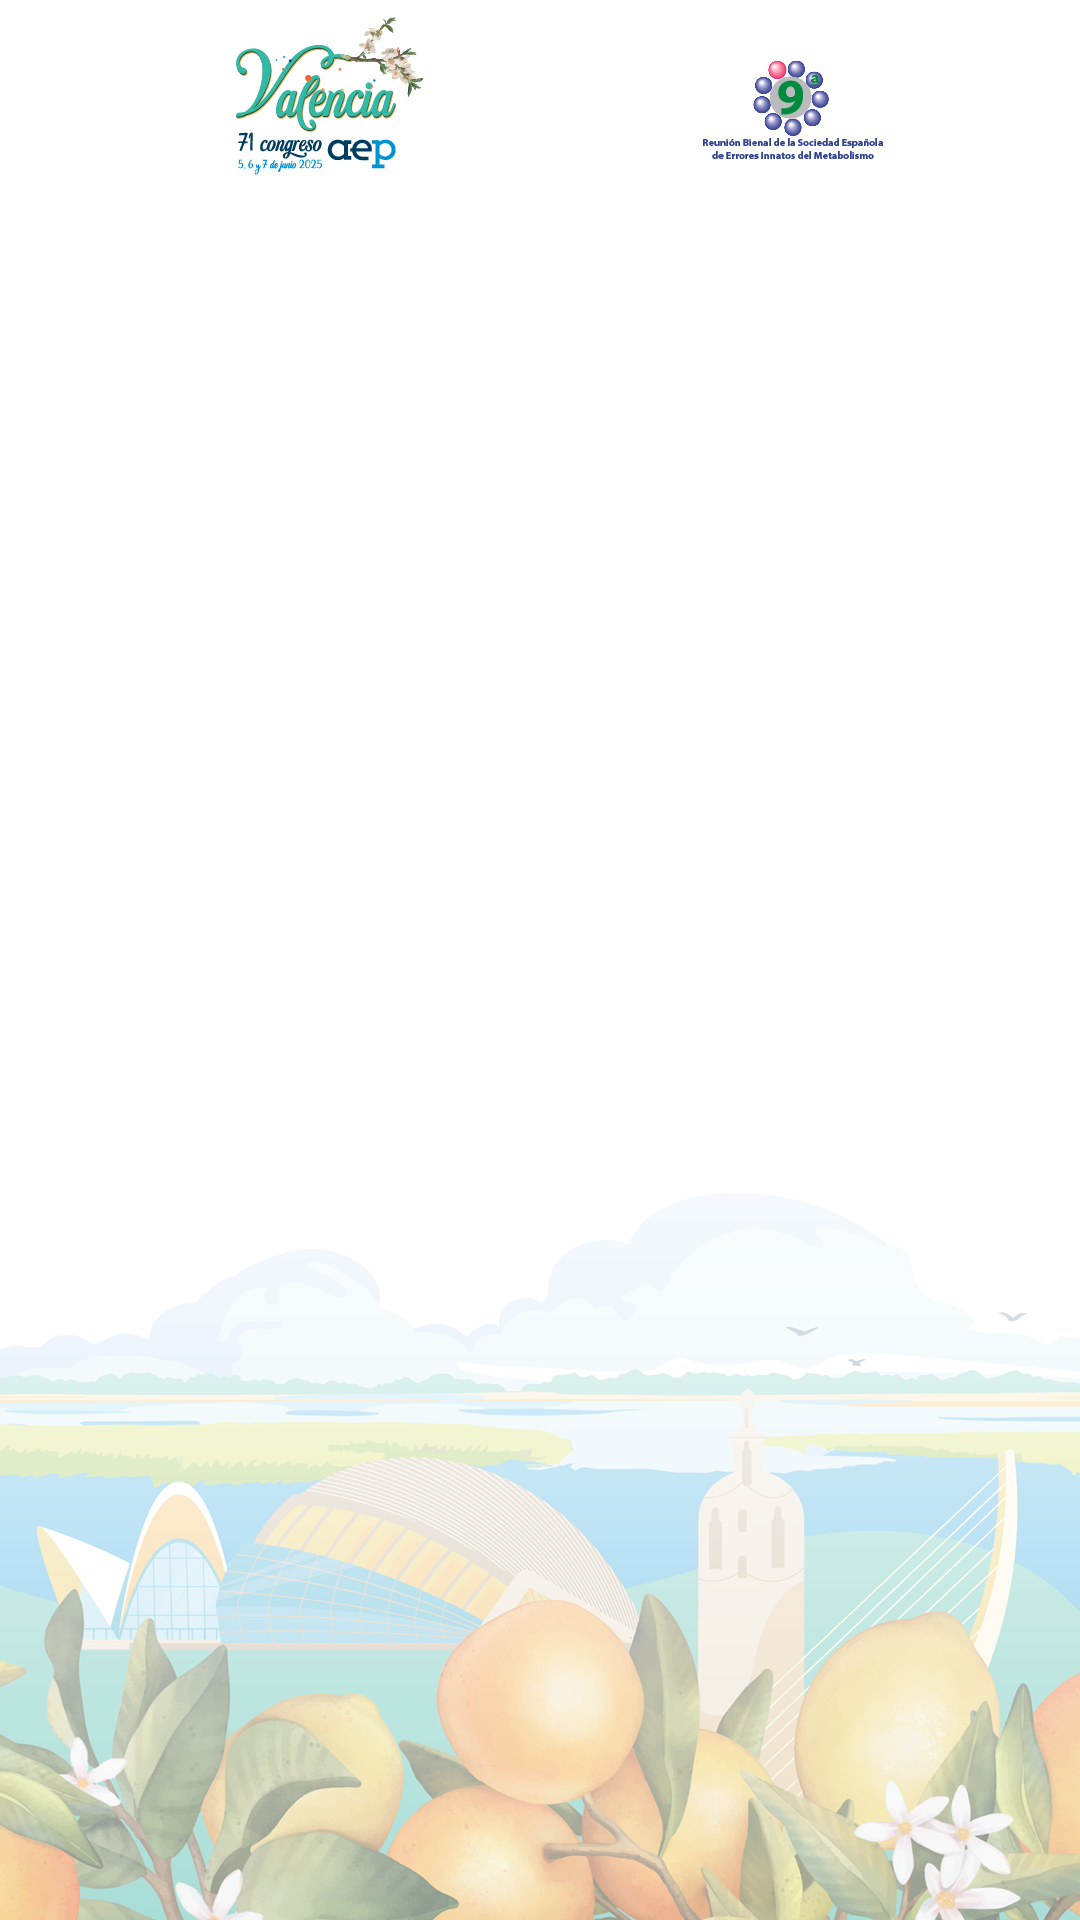 Valencia
71 congreso aep
5, 6 y 7 de junio 2025
9ª
Reunión Bienal de la Sociedad Española
de Errores Innatos del Metabolismo